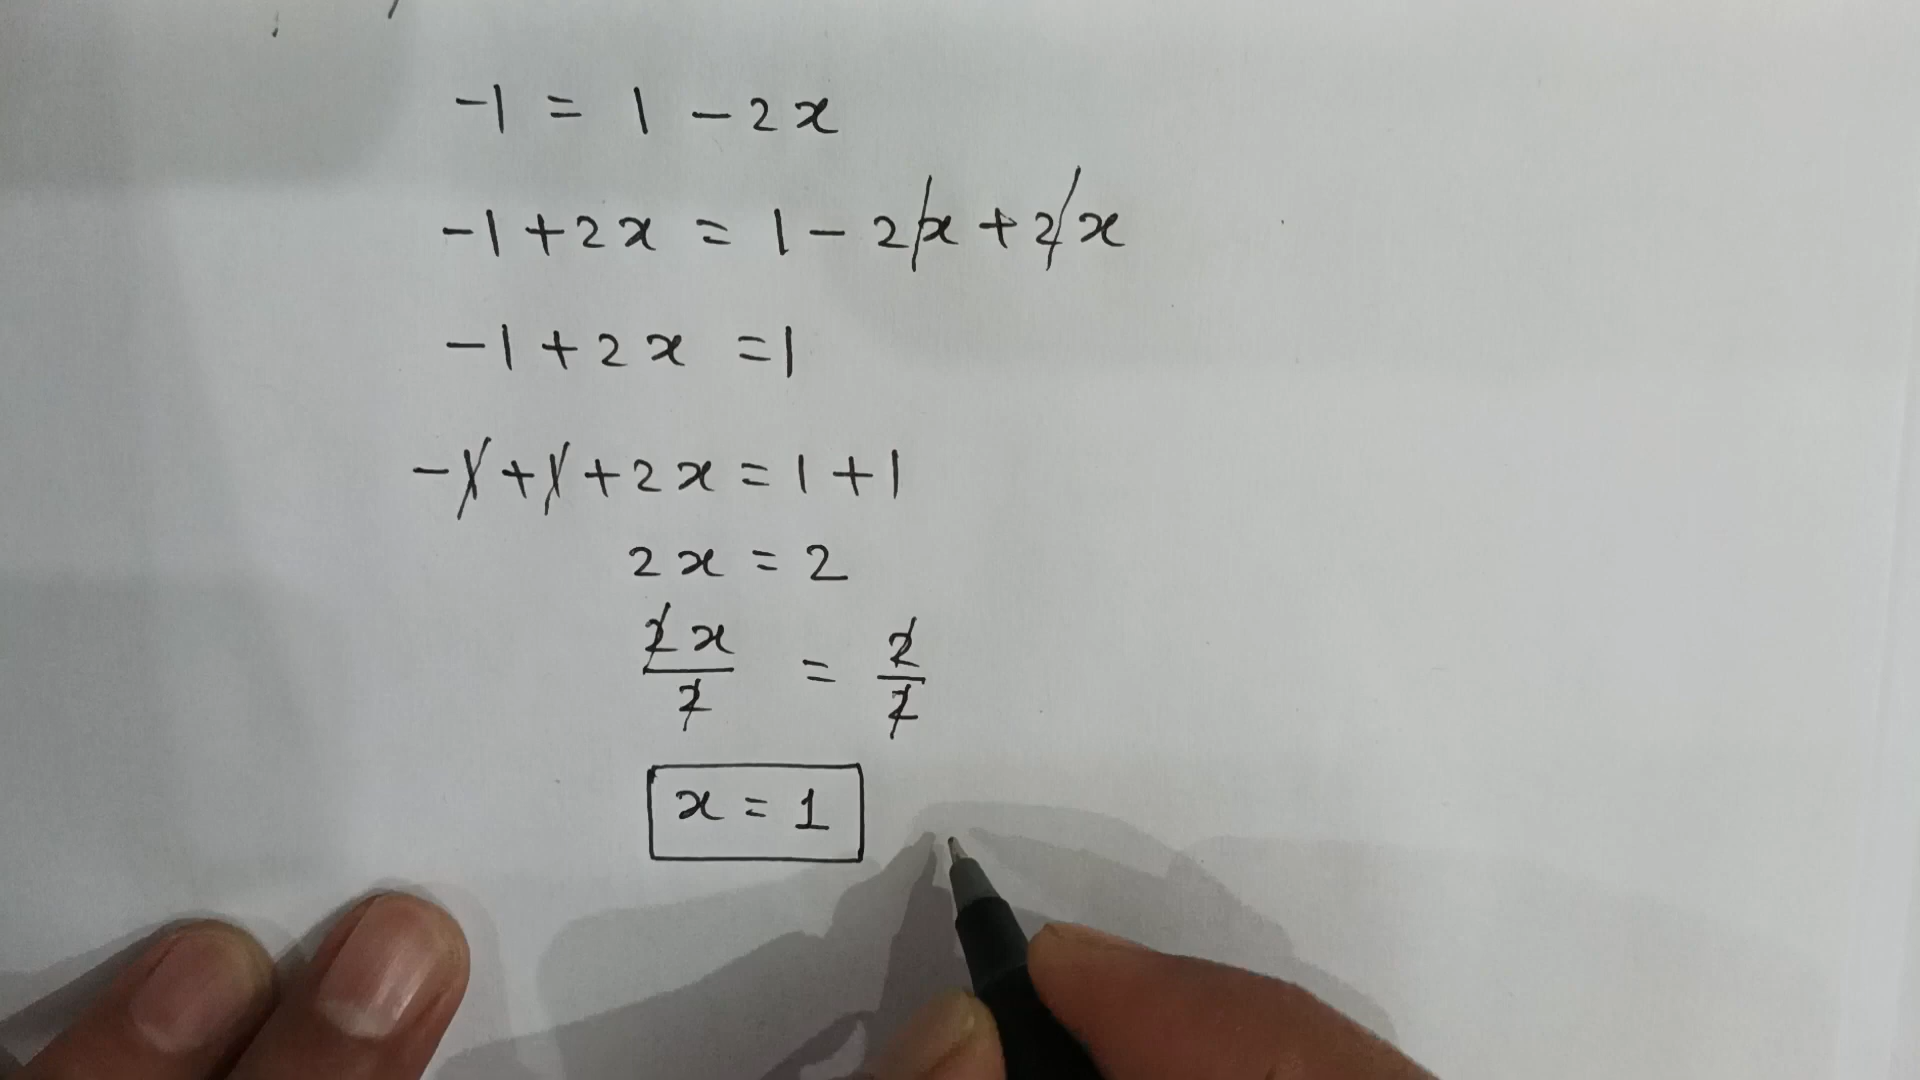 -1 = 1 - 2x
-1 + 2x = 1 - 2x + 2x
-1 + 2x = 1
-1 + 1 + 2x = 1 + 1
2x = 2
2x/2 = 2/2
x = 1